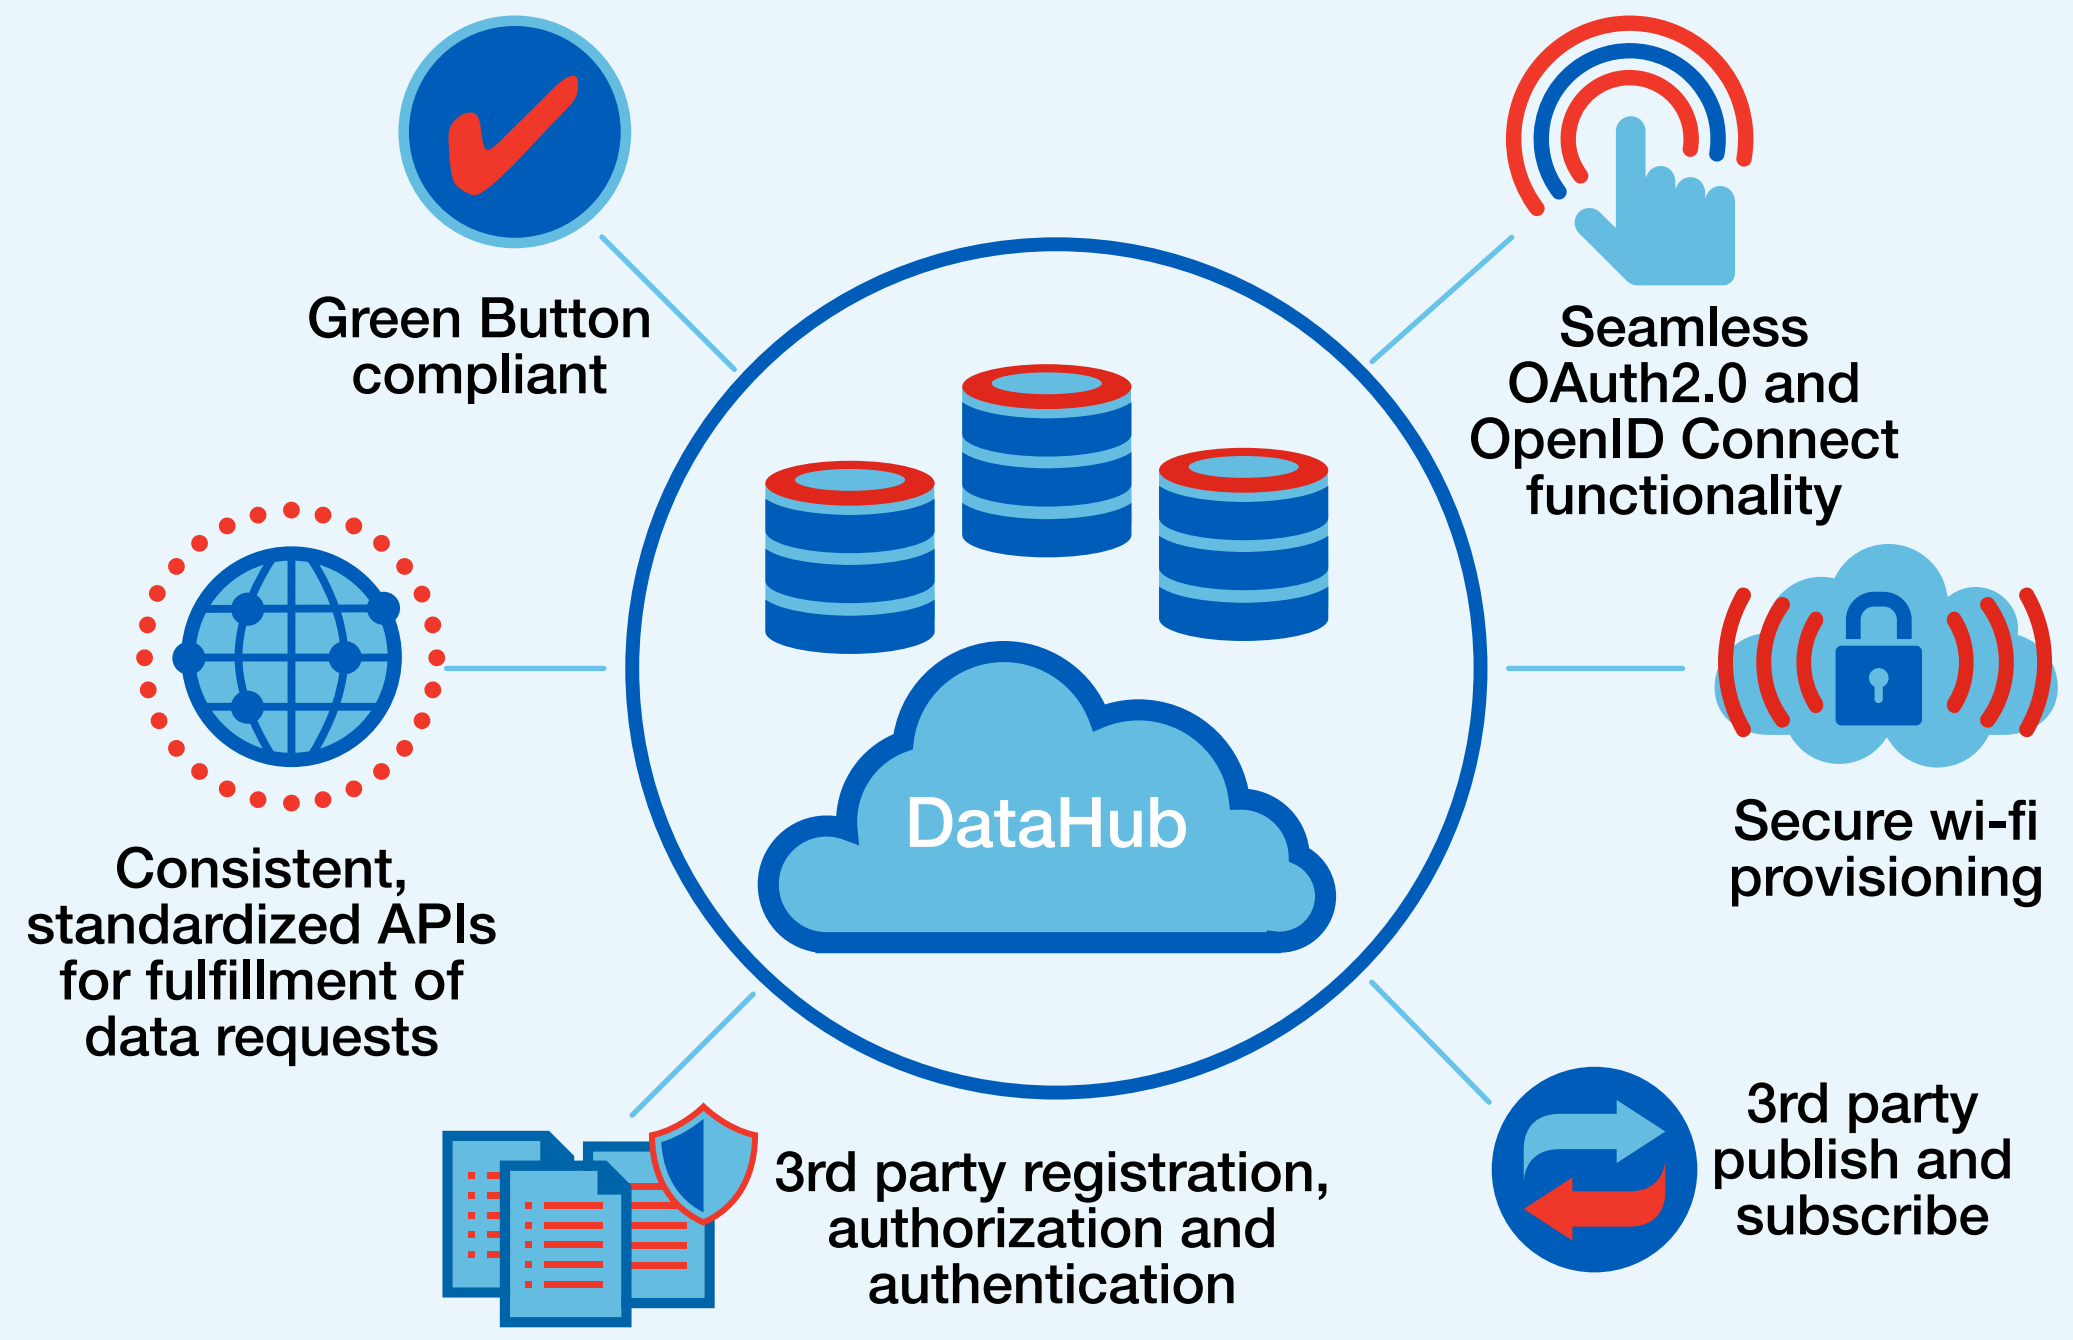 Green Button
compliant
Seamless
OAuth2.0 and
OpenID Connect
functionality
DataHub
Secure wi-fi
provisioning
Consistent,
standardized APIs
for fulfillment of
data requests
3rd party registration,
authorization and
authentication
3rd party
publish and
subscribe